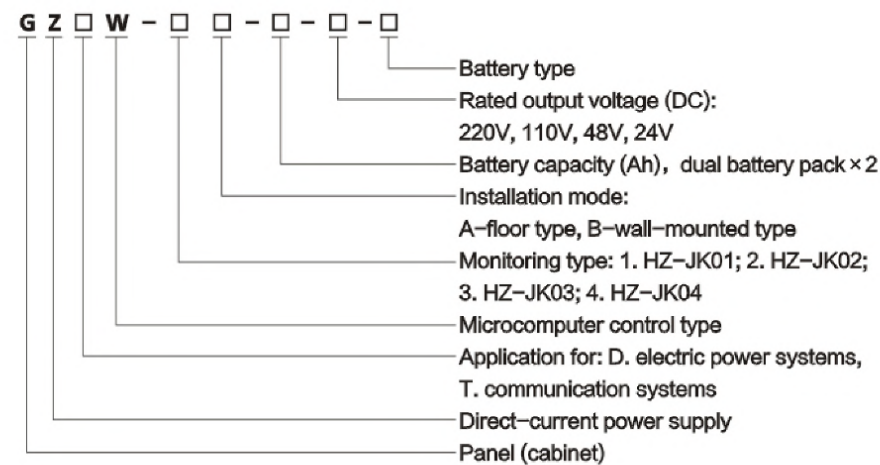 G Z □ W - □ □ - □ - □ - □
Battery type
Rated output voltage (DC):
220V, 110V, 48V, 24V
Battery capacity (Ah), dual battery pack×2
Installation mode:
A-floor type, B-wall-mounted type
Monitoring type: 1. HZ-JK01; 2. HZ-JK02;
3. HZ-JK03; 4. HZ-JK04
Microcomputer control type
Application for: D. electric power systems,
T. communication systems
Direct-current power supply
Panel (cabinet)